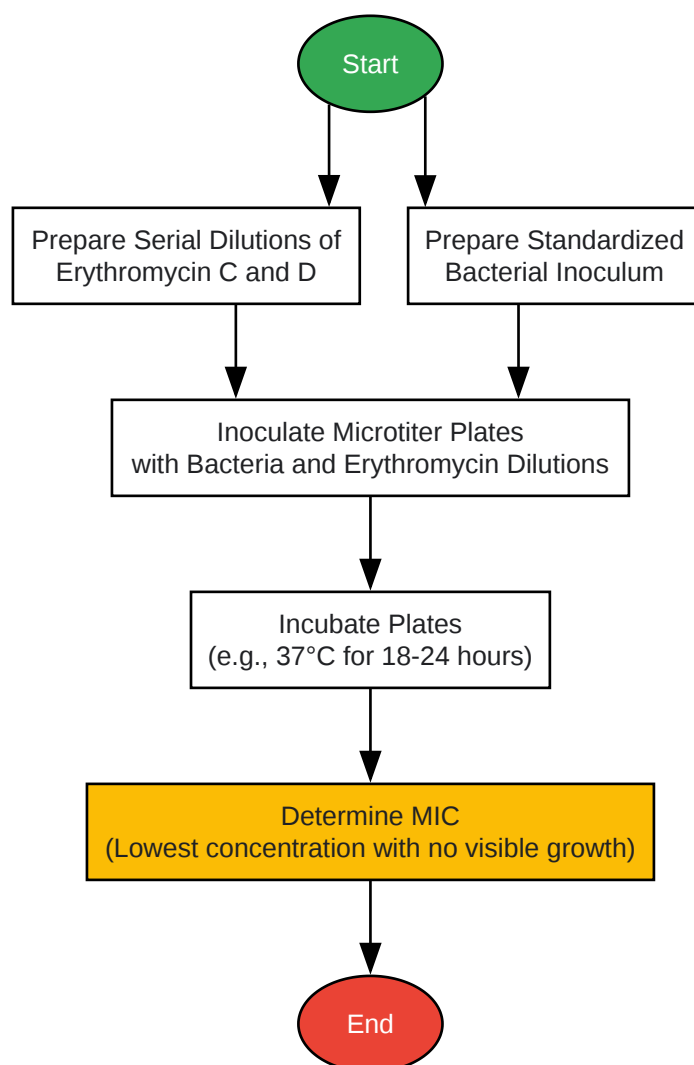 Start
Prepare Serial Dilutions of
Erythromycin C and D
Prepare Standardized
Bacterial Inoculum
Inoculate Microtiter Plates
with Bacteria and Erythromycin Dilutions
Incubate Plates
(e.g., 37°C for 18-24 hours)
Determine MIC
(Lowest concentration with no visible growth)
End